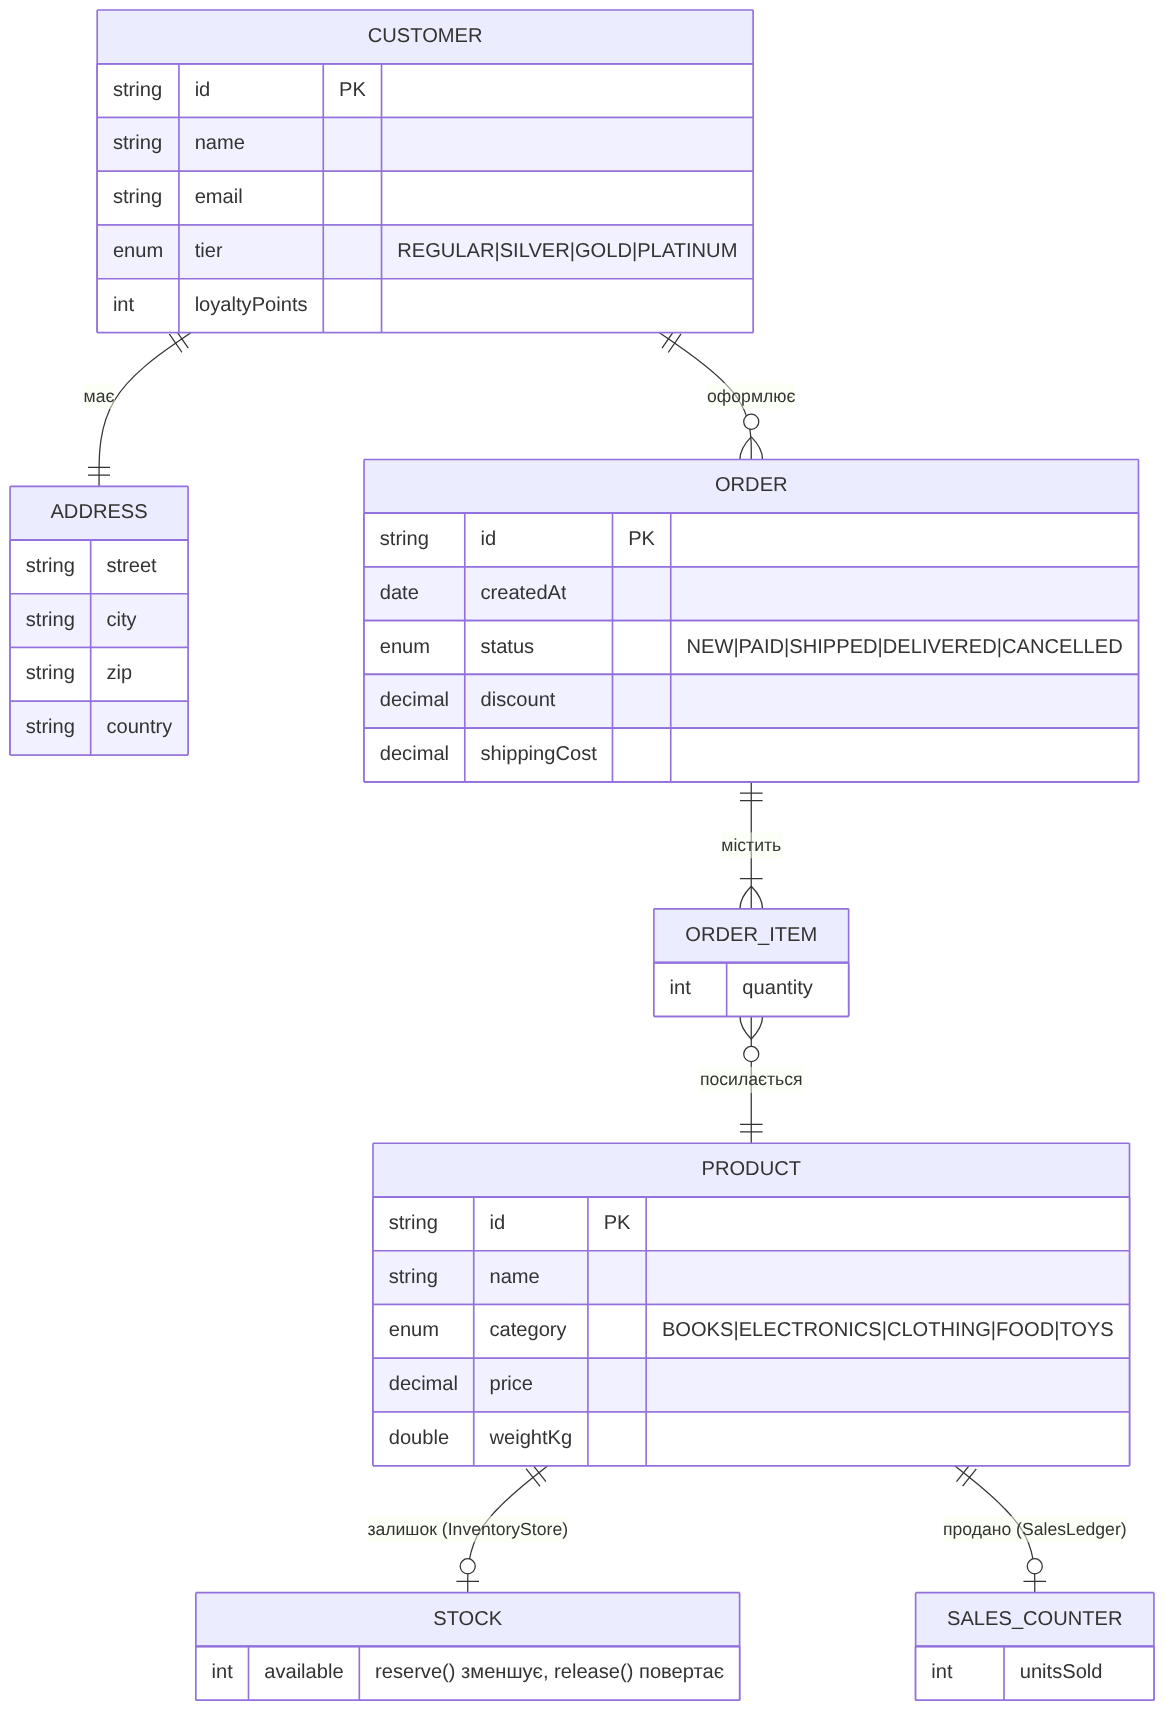 CUSTOMER
string id PK
string name
string email
enum tier REGULAR|SILVER|GOLD|PLATINUM
int loyaltyPoints
має
оформлює
ADDRESS
string street
string city
string zip
string country
ORDER
string id PK
date createdAt
enum status NEW|PAID|SHIPPED|DELIVERED|CANCELLED
decimal discount
decimal shippingCost
містить
ORDER_ITEM
int quantity
посилається
PRODUCT
string id PK
string name
enum category BOOKS|ELECTRONICS|CLOTHING|FOOD|TOYS
decimal price
double weightKg
залишок (InventoryStore)
продано (SalesLedger)
STOCK
int available reserve() зменшує, release() повертає
SALES_COUNTER
int unitsSold